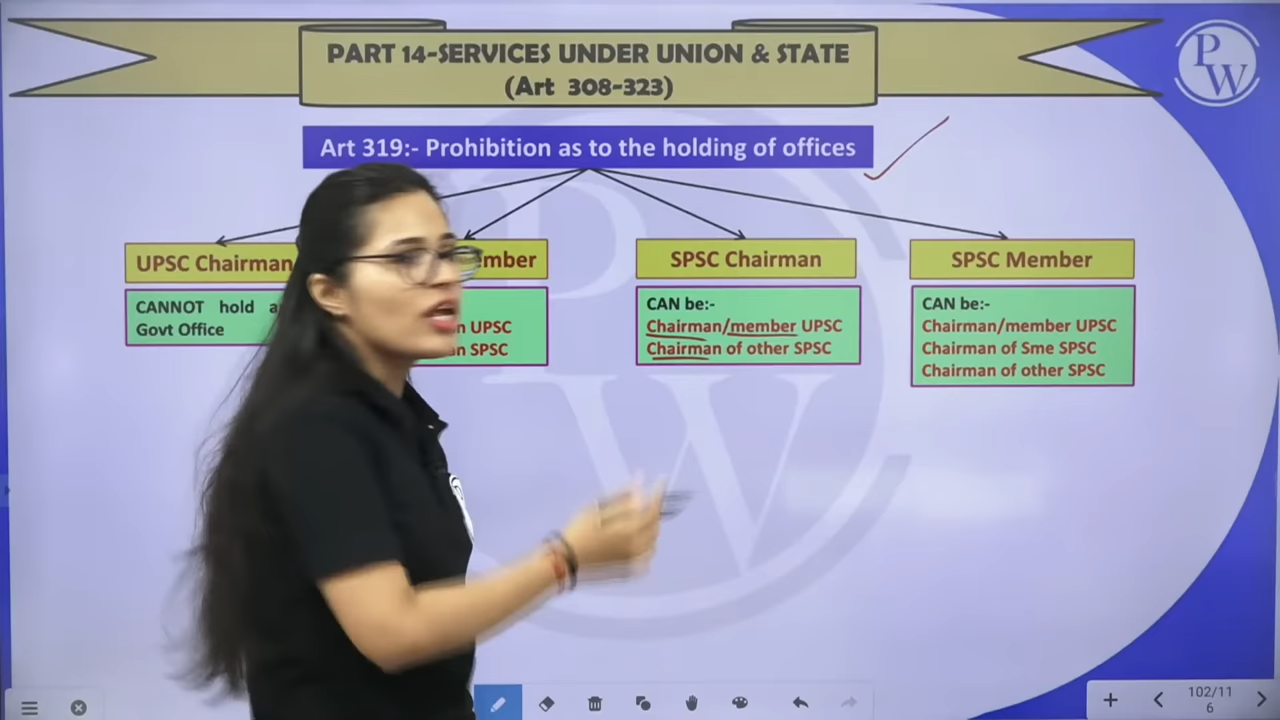 PART 14-SERVICES UNDER UNION & STATE
(Art 308-323)
P
W
Art 319:- Prohibition as to the holding of offices
UPSC Chairman
CANNOT hold
Govt Office
UPSC
SPSC
SPSC Chairman
CAN be:-
Chairman/member UPSC
Chairman of other SPSC
SPSC Member
CAN be:-
Chairman/member UPSC
Chairman of Sme SPSC
Chairman of other SPSC
P
W
102/11
6